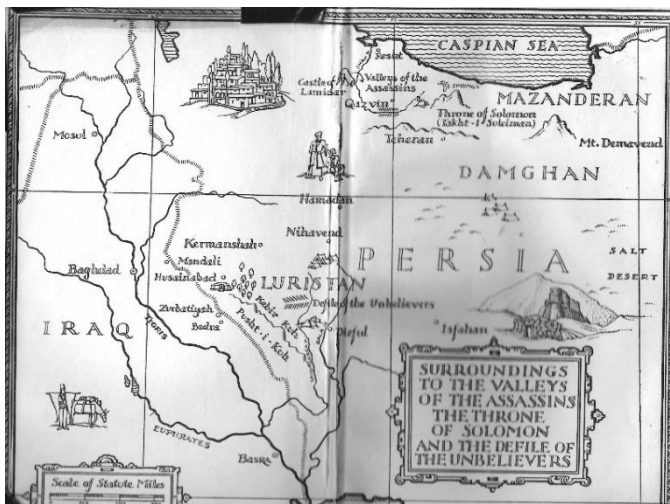 CASPIAN SEA
Resht
Castle of Lamiasar
Valleys of the
Assassins
Qazvin
MAZANDERAN
Throne of Solomon
(Takht-I-Suleiman)
Teheran
Mt. Demavend
Mosul
DAMGHAN
Hamadan
Nihavend
Kermanshah
PERSIA
SALT
DESERT
Mandali
Baghdad
Husainabad
LURISTAN
Defile of the Unbelievers
Kabir Kuh
Zurbatiyah
Pusht-i-Kuh
Badra
Dizful
Isfahan
IRAQ
TIGRIS
SURROUNDINGS
TO THE VALLEYS
OF THE ASSASSINS
THE THRONE
OF SOLOMON
AND THE DEFILE OF
THE UNBELIEVERS
EUPHRATES
BASRA
Scale of Statute Miles